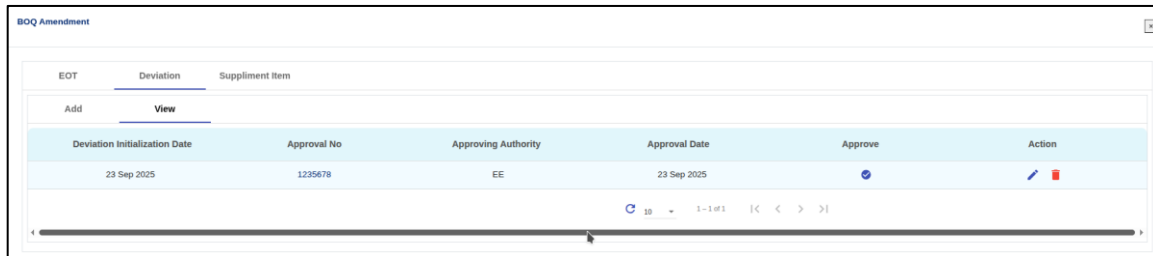 BOQ Amendment
EOT Deviation Suppliment Item
Add View
Deviation Initialization Date Approval No Approving Authority Approval Date Approve Action
23 Sep 2025 1235678 EE 23 Sep 2025
10 1 – 1 of 1